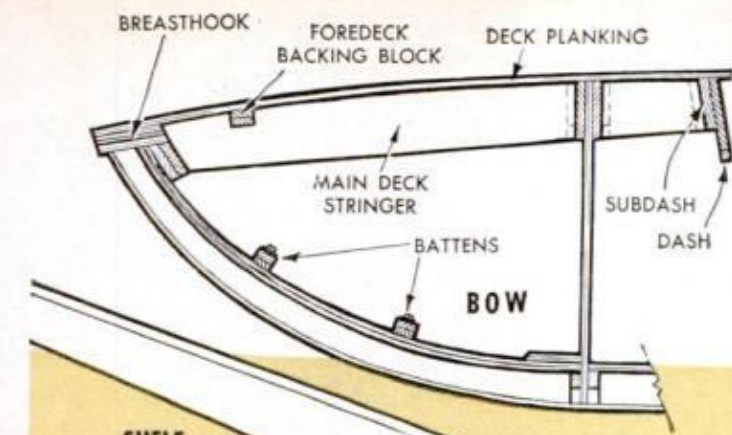 BREASTHOOK
FOREDECK
BACKING BLOCK
DECK PLANKING
MAIN DECK
STRINGER
SUBDASH
DASH
BATTENS
BOW